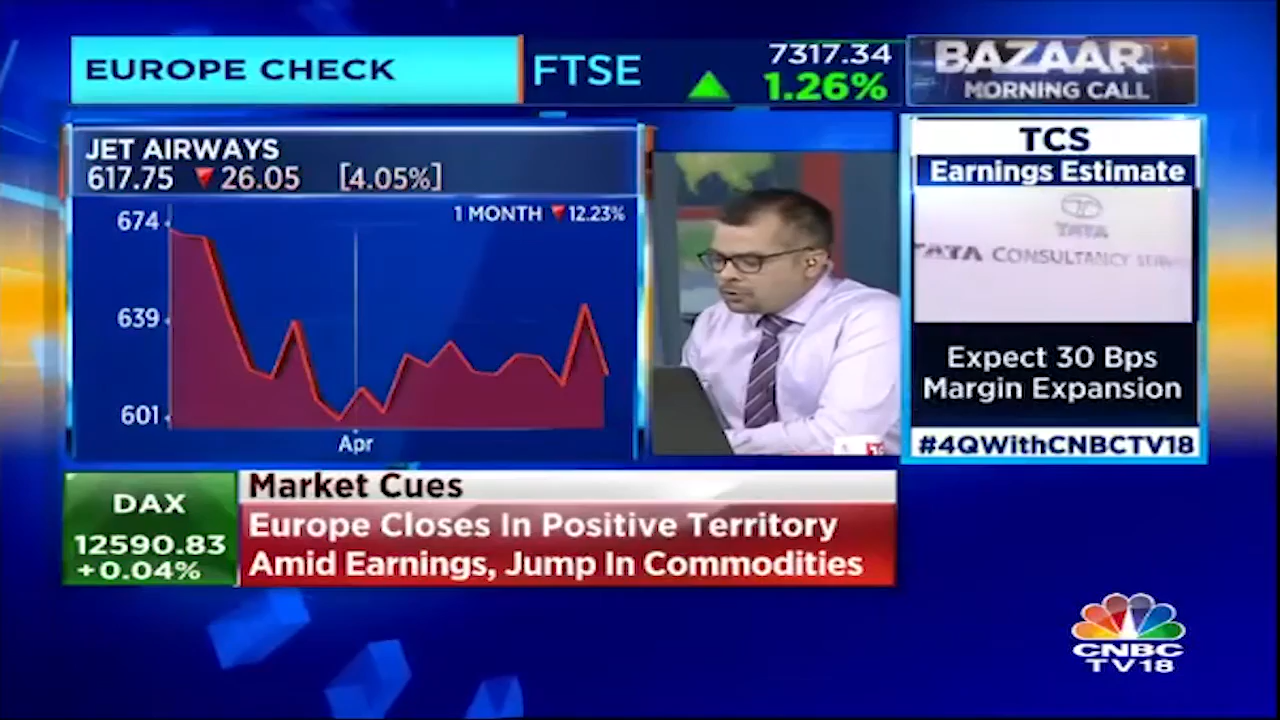 EUROPE CHECK
FTSE
7317.34
1.26%
BAZAAR
MORNING CALL
JET AIRWAYS
617.75 26.05 [4.05%]
1 MONTH 12.23%
674
639
601
Apr
TCS
Earnings Estimate
TATA
TATA CONSULTANCY
Expect 30 Bps
Margin Expansion
#4QWithCNBCTV18
DAX
12590.83
+0.04%
Market Cues
Europe Closes In Positive Territory
Amid Earnings, Jump In Commodities
CNBC
TV18